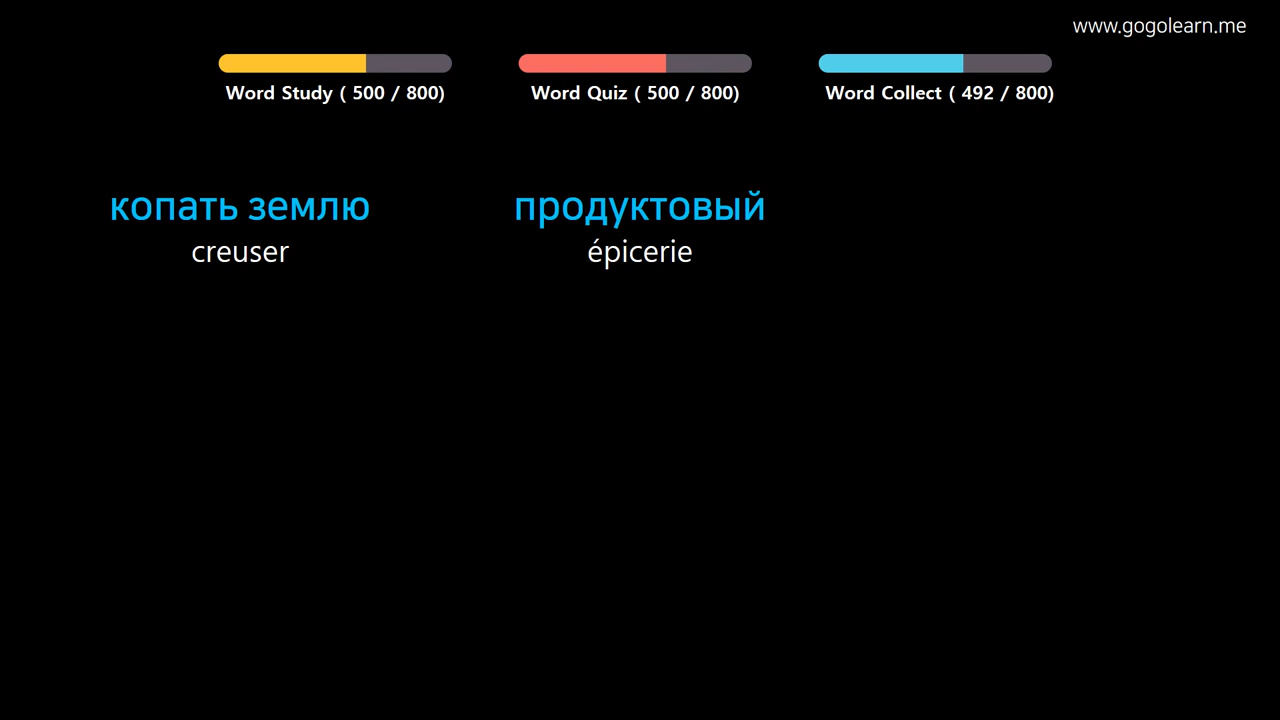 www.gogolearn.me
Word Study ( 500 / 800)
Word Quiz ( 500 / 800)
Word Collect ( 492 / 800)
копать землю
creuser
продуктовый
épicerie